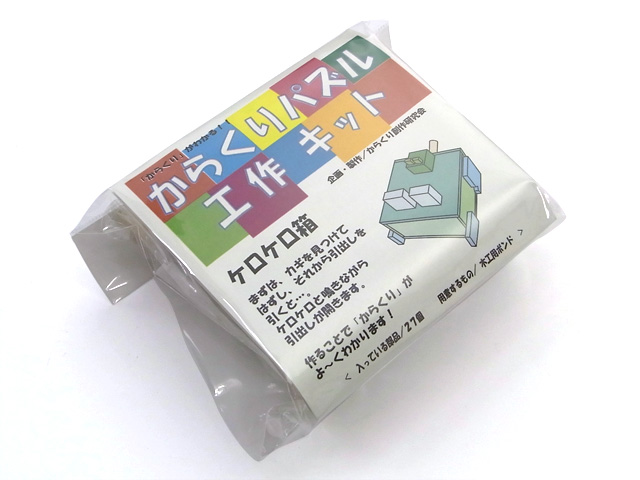 「からくり」がわかる!
からくりパズル
工作 キット
企画・製作/からくり創作研究会
ケロケロ箱
まずは、カギを見つけて
はずし、それから引出しを
引くと…。
ケロケロと鳴きながら
引出しが開きます。
作ることで「からくり」が
よ～くわかります!
< 入っている部品/27個　用意するもの/ 木工用ボンド >